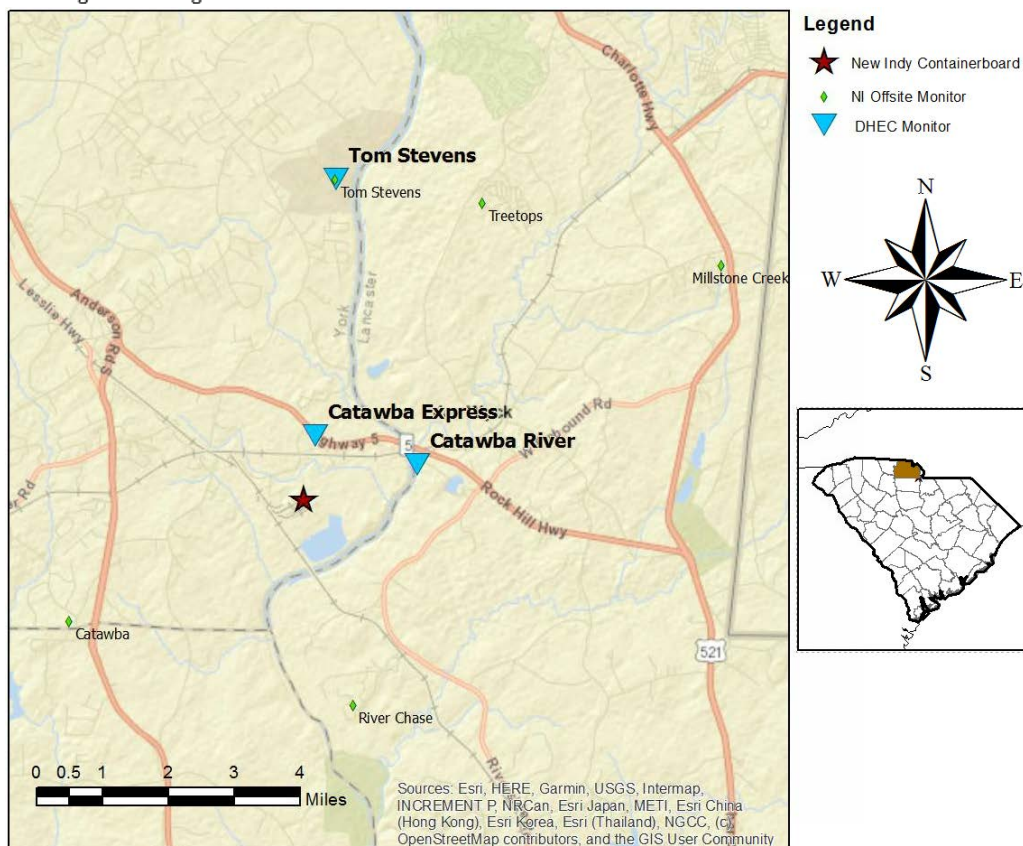 Legend
New Indy Containerboard
NI Offsite Monitor
DHEC Monitor
N
W
E
S
Charlotte Hwy
Tom Stevens
Tom Stevens
Treetops
Millstone Creek
Lesslie Hwy
Anderson Rd S
York
Lancaster
Catawba Express
Highway 5
5
Catawba River
Rock Hill Hwy
er Rd
Catawba
521
River Chase
0 0.5 1 2 3 4
Miles
Sources: Esri, HERE, Garmin, USGS, Intermap,
INCREMENT P, NRCan, Esri Japan, METI, Esri China
(Hong Kong), Esri Korea, Esri (Thailand), NGCC, (c)
OpenStreetMap contributors, and the GIS User Community